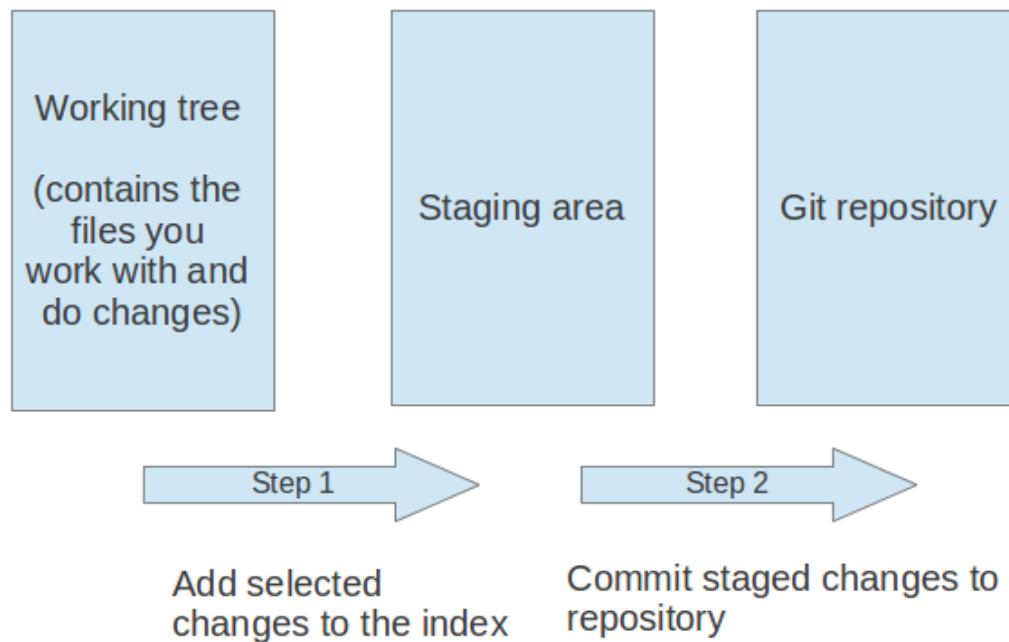 Working tree
(contains the
files you
work with and
do changes)
Staging area
Git repository
Step 1
Step 2
Add selected
changes to the index
Commit staged changes to
repository